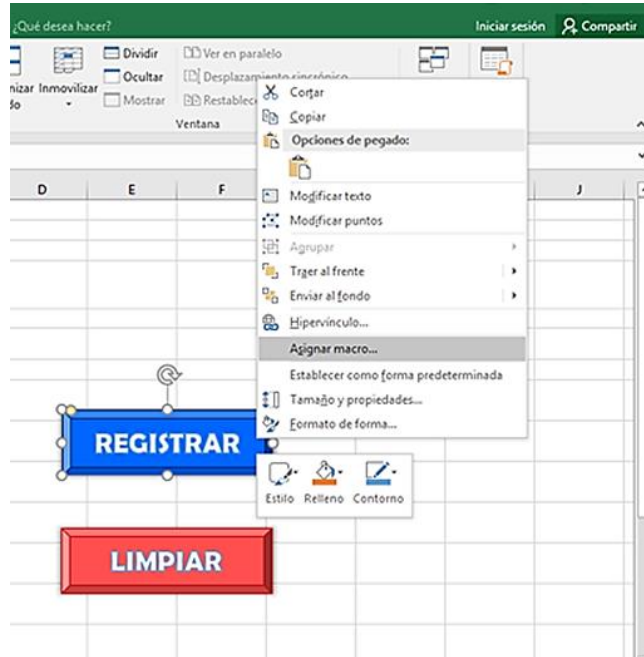 ¿Qué desea hacer?
Iniciar sesión
Compartir
Dividir
Ver en paralelo
Ocultar
Desplazamiento sincrónico
nizar Inmovilizar
do
Mostrar
Restablece
Ventana
Cortar
Copiar
Opciones de pegado:
D E F J
Modificar texto
Modificar puntos
Agrupar
Traer al frente
Enviar al fondo
Hipervínculo...
Asignar macro...
Establecer como forma predeterminada
Tamaño y propiedades...
Formato de forma...
REGISTRAR
Estilo Relleno Contorno
LIMPIAR